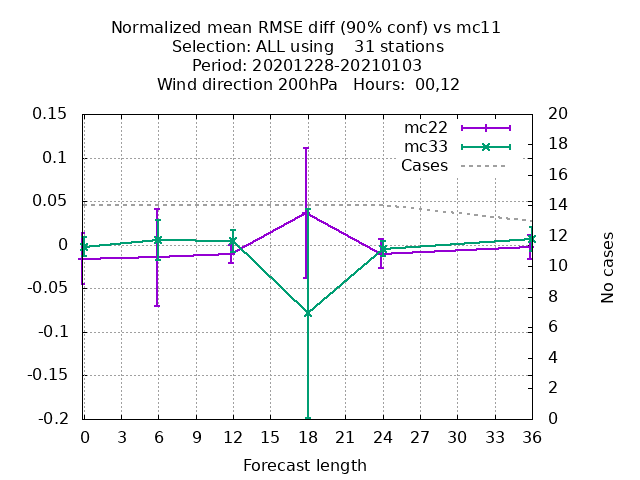 Normalized mean RMSE diff (90% conf) vs mc11
Selection: ALL using    31 stations
Period: 20201228-20210103
Wind direction 200hPa   Hours:  00,12
mc22
mc33
Cases
0.15
0.1
0.05
0
-0.05
-0.1
-0.15
-0.2
20
18
16
14
12
10
8
6
4
2
0
No cases
0 3 6 9 12 15 18 21 24 27 30 33 36
Forecast length